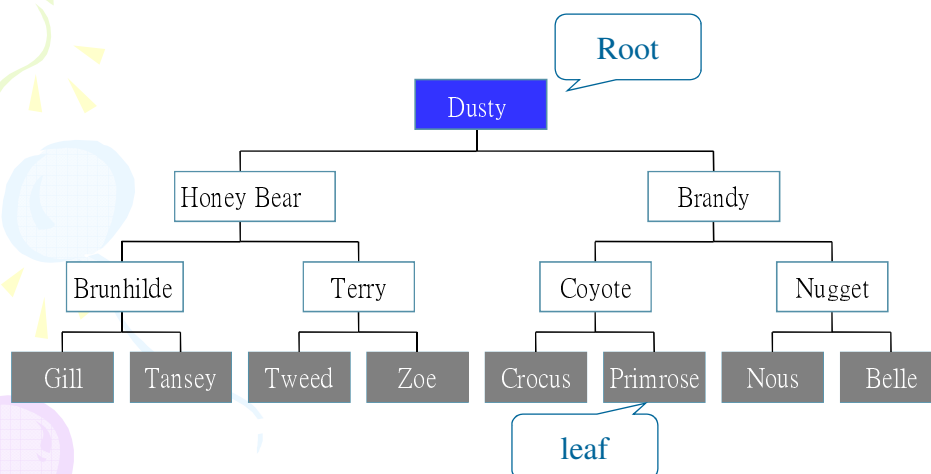 Root
Dusty
Honey Bear
Brandy
Brunhilde
Terry
Coyote
Nugget
Gill
Tansey
Tweed
Zoe
Crocus
Primrose
Nous
Belle
leaf